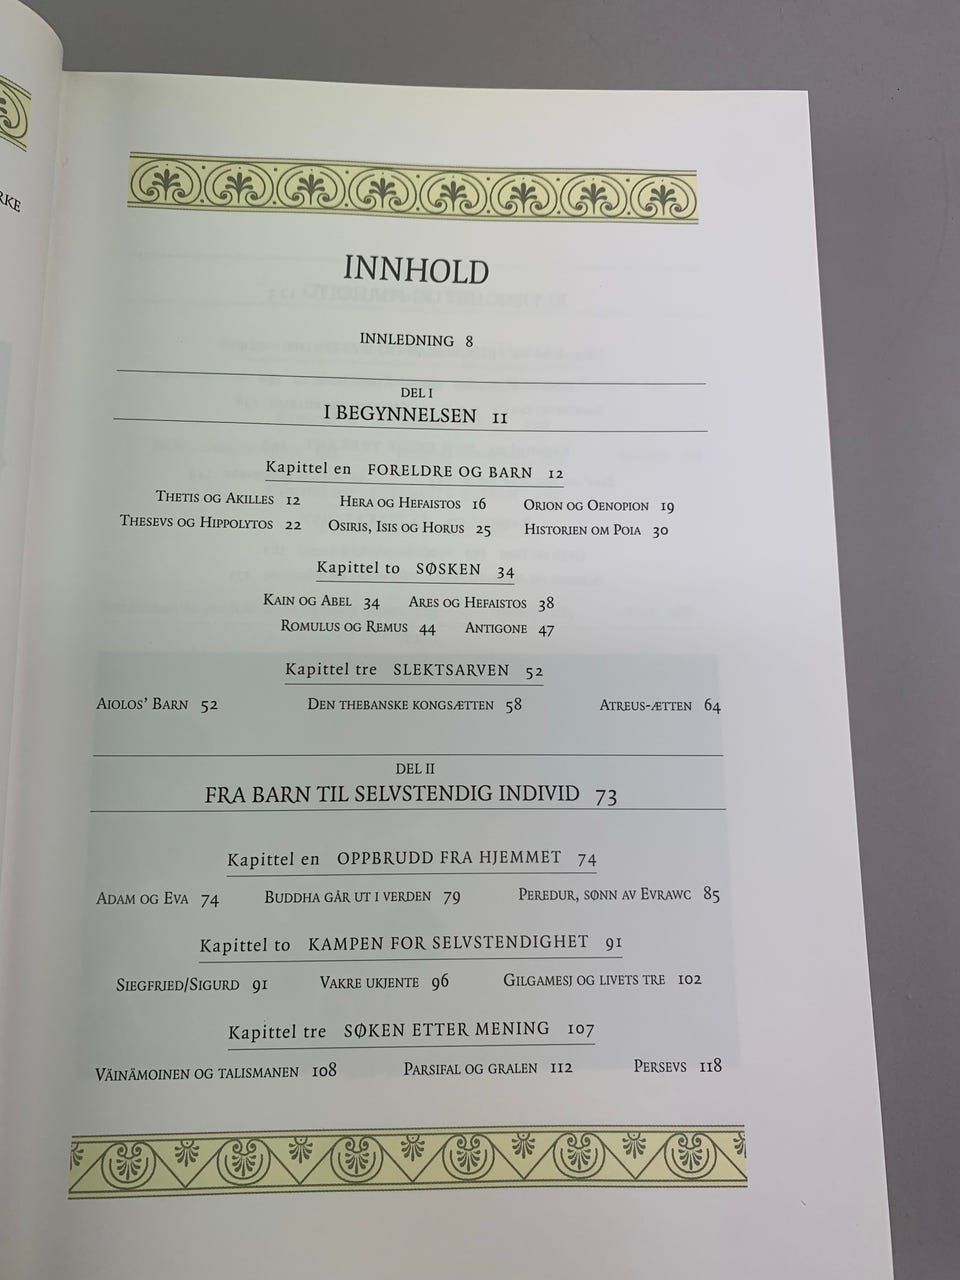 RKE
INNHOLD
INNLEDNING 8
DEL I
I BEGYNNELSEN 11
Kapittel en FORELDRE OG BARN 12
THETIS OG AKILLES 12 HERA OG HEFAISTOS 16 ORION OG OENOPION 19
THESEVS OG HIPPOLYTOS 22 OSIRIS, ISIS OG HORUS 25 HISTORIEN OM POIA 30
Kapittel to SØSKEN 34
KAIN OG ABEL 34 ARES OG HEFAISTOS 38
ROMULUS OG REMUS 44 ANTIGONE 47
Kapittel tre SLEKTSARVEN 52
AIOLOS' BARN 52 DEN THEBANSKE KONGSÆTTEN 58 ATREUS-ÆTTEN 64
DEL II
FRA BARN TIL SELVSTENDIG INDIVID 73
Kapittel en OPPBRUDD FRA HJEMMET 74
ADAM OG EVA 74 BUDDHA GÅR UT I VERDEN 79 PEREDUR, SØNN AV EVRAWC 85
Kapittel to KAMPEN FOR SELVSTENDIGHET 91
SIEGFRIED/SIGURD 91 VAKRE UKJENTE 96 GILGAMESJ OG LIVETS TRE 102
Kapittel tre SØKEN ETTER MENING 107
VÄINÄMOINEN OG TALISMANEN 108 PARSIFAL OG GRALEN 112 PERSEVS 118